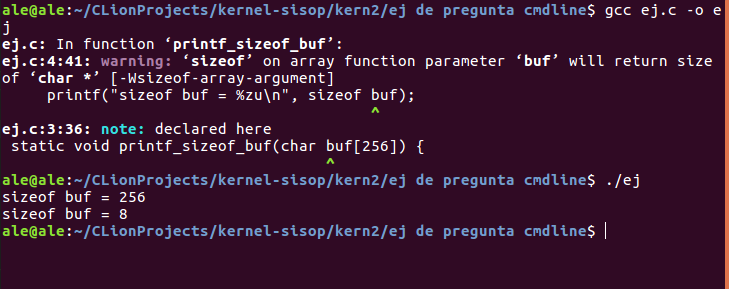 ale@ale:~/CLionProjects/kernel-sisop/kern2/ej de pregunta cmdline$ gcc ej.c -o e
j
ej.c: In function ‘printf_sizeof_buf’:
ej.c:4:41: warning: ‘sizeof’ on array function parameter ‘buf’ will return size
of ‘char *’ [-Wsizeof-array-argument]
     printf("sizeof buf = %zu\n", sizeof buf);
                                         ^
ej.c:3:36: note: declared here
 static void printf_sizeof_buf(char buf[256]) {
                                    ^
ale@ale:~/CLionProjects/kernel-sisop/kern2/ej de pregunta cmdline$ ./ej
sizeof buf = 256
sizeof buf = 8
ale@ale:~/CLionProjects/kernel-sisop/kern2/ej de pregunta cmdline$